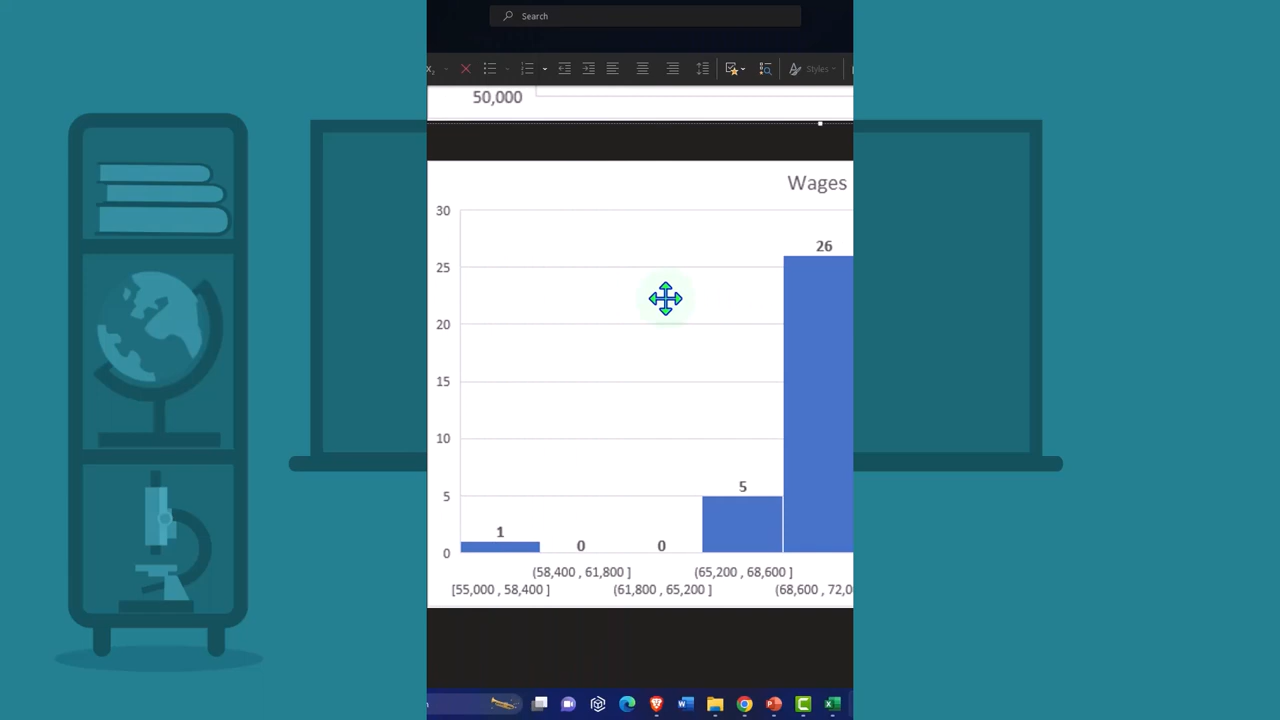 Search
Styles
50,000
Wages
30
26
25
20
15
10
5
5
1
0
0
0
(58,400 , 61,800 ]
(65,200 , 68,600 ]
[55,000 , 58,400 ]
(61,800 , 65,200 ]
(68,600 , 72,0